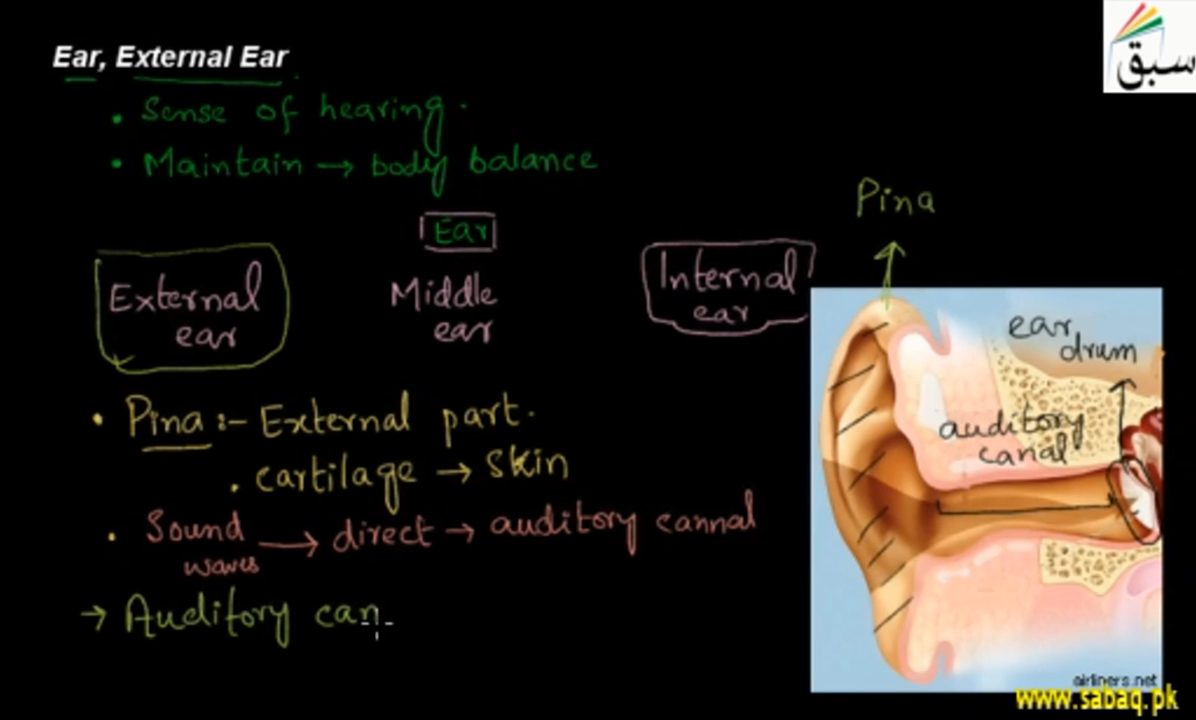 سبق
Ear, External Ear
• Sense of hearing.
• Maintain → body balance
Ear
External ear
Middle ear
Internal ear
• Pina :- External part.
. cartilage → skin
• Sound waves → direct → auditory cannal
→ Auditory can
Pina
ear drum
auditory canal
airliners.net
www.sabaq.pk